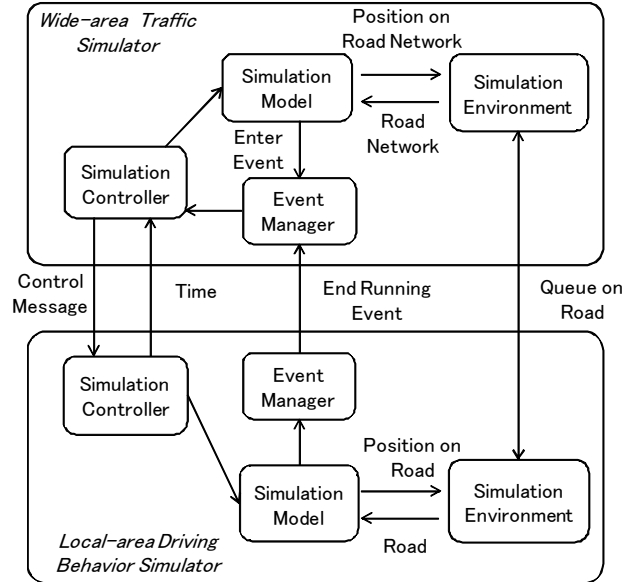 Wide-area Traffic
Simulator
Position on
Road Network
Simulation
Model
Simulation
Environment
Road
Network
Enter
Event
Simulation
Controller
Event
Manager
Control
Message
Time
End Running
Event
Queue on
Road
Simulation
Controller
Event
Manager
Position on
Road
Simulation
Model
Simulation
Environment
Road
Local-area Driving
Behavior Simulator